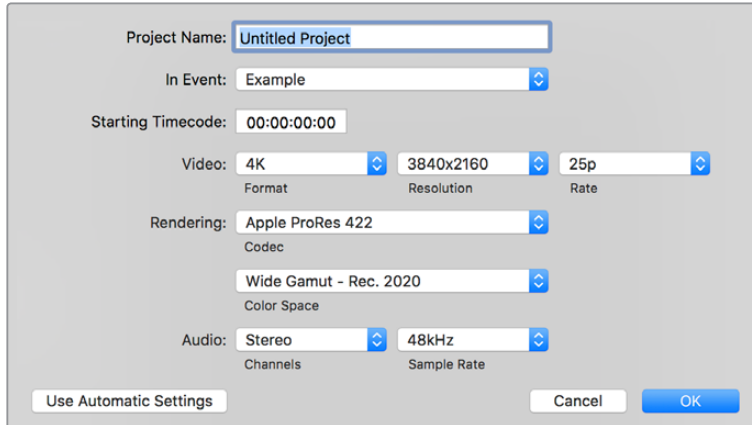 Project Name: Untitled Project
In Event: Example
Starting Timecode: 00:00:00:00
Video: 4K 3840x2160 25p
Format Resolution Rate
Rendering: Apple ProRes 422
Codec
Wide Gamut - Rec. 2020
Color Space
Audio: Stereo 48kHz
Channels Sample Rate
Use Automatic Settings Cancel OK